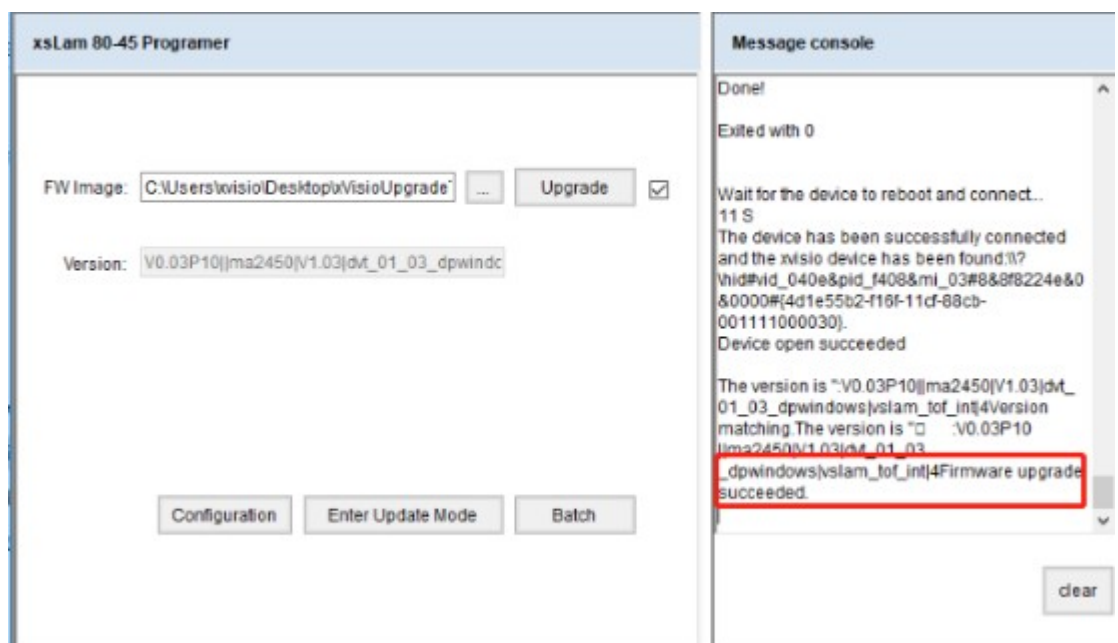 xsLam 80-45 Programer
FW Image:
C:\Users\xvisio\Desktop\xVisioUpgradeT
...
Upgrade
Version:
V0.03P10||ma2450|V1.03|dvt_01_03_dpwindc
Configuration
Enter Update Mode
Batch
Message console
Done!
Exited with 0
Wait for the device to reboot and connect...
11 S
The device has been successfully connected
and the xvisio device has been found:\\?
\hid#vid_040e&pid_f408&mi_03#8&8f8224e&0
&0000#{4d1e55b2-f16f-11cf-88cb-
001111000030}.
Device open succeeded
The version is ":V0.03P10||ma2450|V1.03|dvt_
01_03_dpwindows|vslam_tof_int|4Version
matching.The version is "□ :V0.03P10
||ma2450|V1.03|dvt_01_03
_dpwindows|vslam_tof_int|4Firmware upgrade
succeeded.
clear